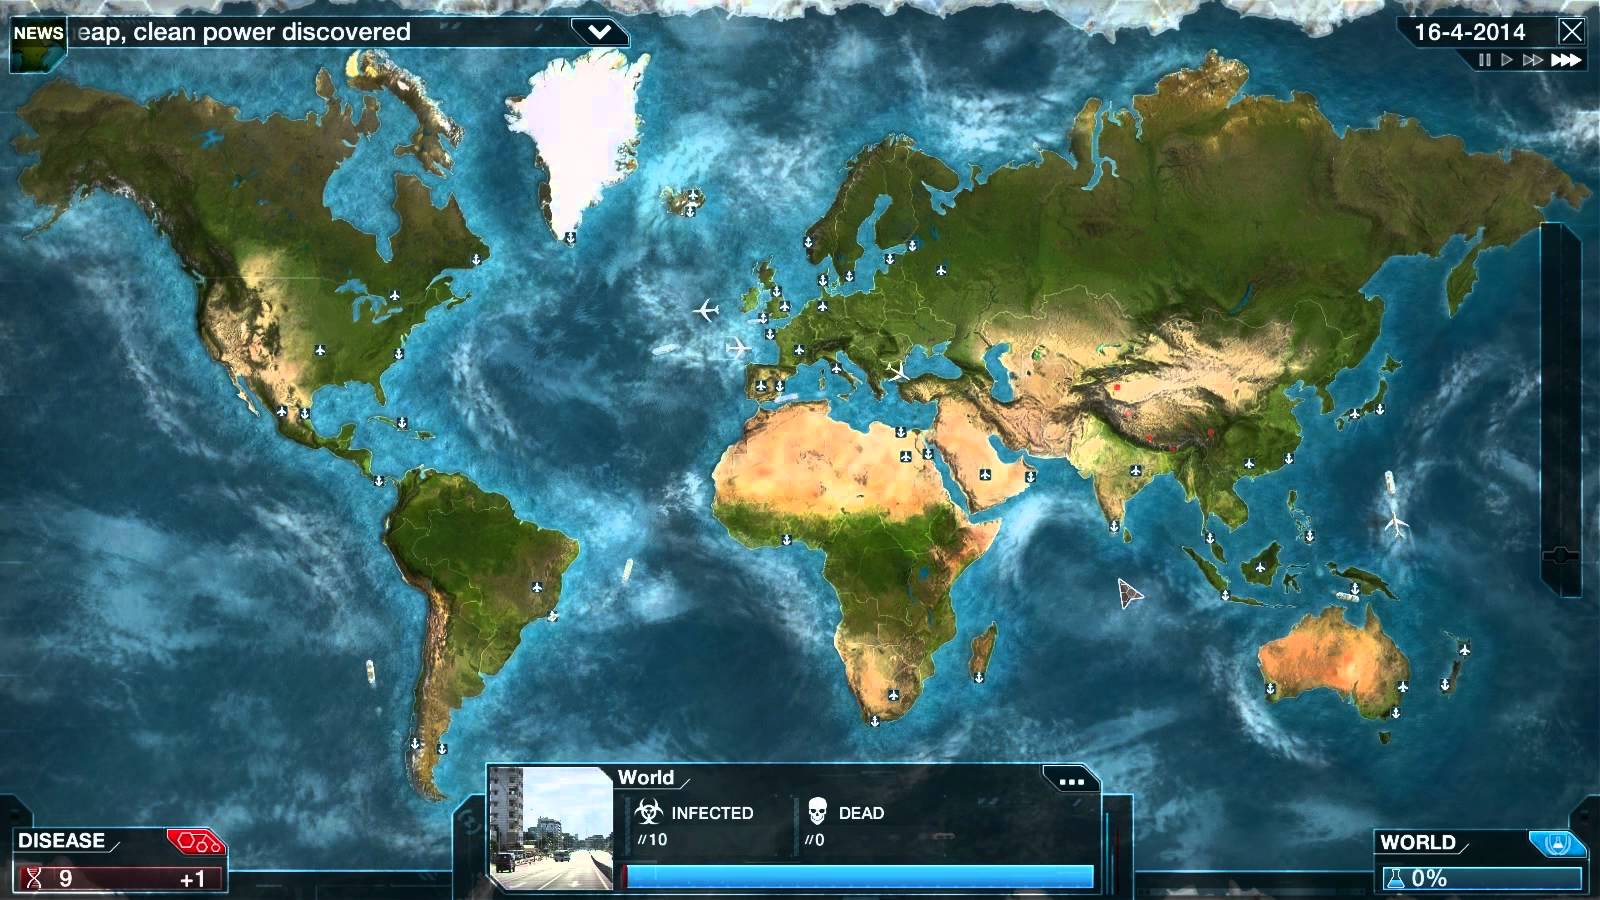 NEWS
eap, clean power discovered
16-4-2014
World
INFECTED
//10
DEAD
//0
DISEASE
9
+1
WORLD
0%